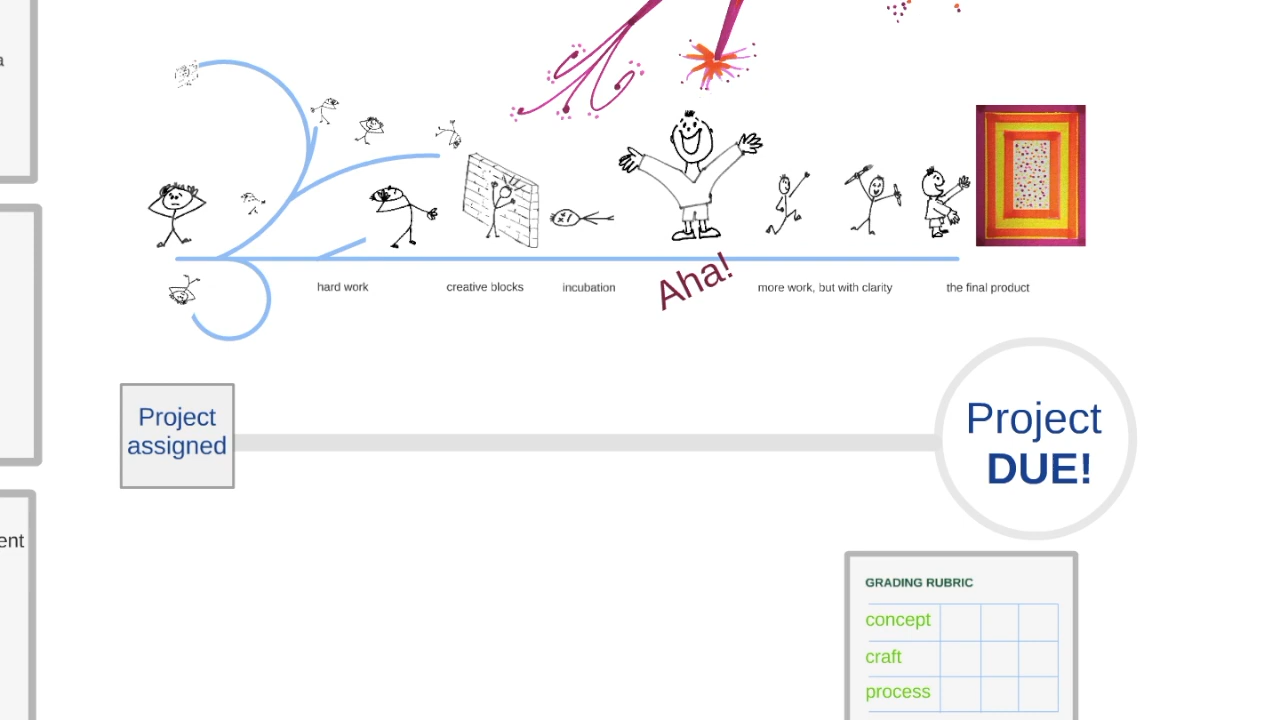 a
hard work
creative blocks
incubation
Aha!
more work, but with clarity
the final product
Project
assigned
Project
DUE!
ent
GRADING RUBRIC
concept
craft
process